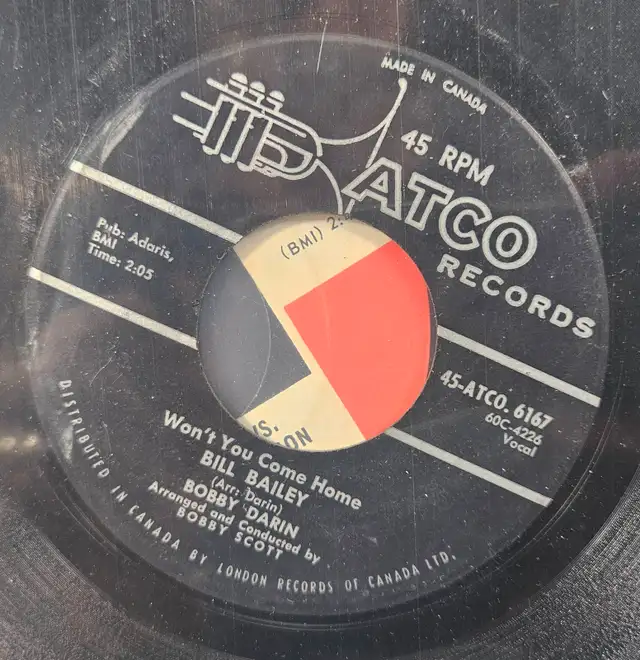 MADE IN CANADA
45 RPM
ATCO
RECORDS
Pub: Adaris,
BMI
Time: 2:05
(BMI) 2:
45-ATCO. 6167
60C-4226
Vocal
S.
ON
Won't You Come Home
BILL BAILEY
(Arr: Darin)
BOBBY DARIN
Arranged and Conducted by
BOBBY SCOTT
DISTRIBUTED IN CANADA BY LONDON RECORDS OF CANADA LTD.